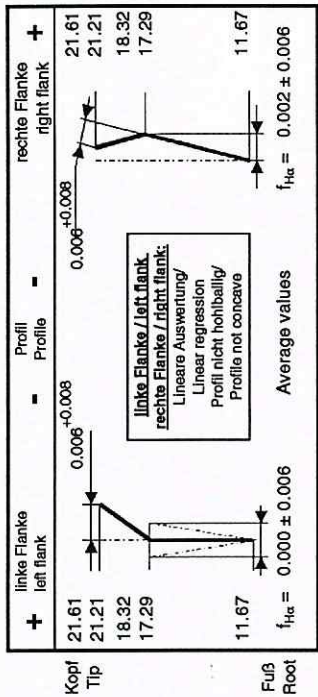 + linke Flanke - Profil - rechte Flanke +
left flank Profile right flank
Kopf 21.61 21.61
Tip 21.21 0.006 +0.008 0.006 +0.008 21.21
18.32 18.32
17.29 17.29
linke Flanke / left flank
rechte Flanke / right flank:
Lineare Auswertung/
Linear regression
Profil nicht hohlballig/
Profile not concave
11.67 11.67
Fuß
Root
fHα = 0.000 ± 0.006 Average values fHα = 0.002 ± 0.006